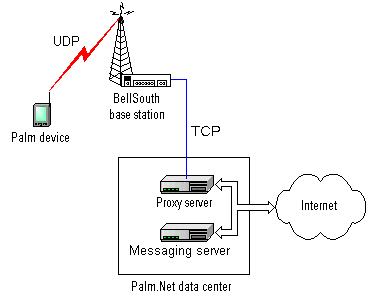 UDP
BellSouth
base station
Palm device
TCP
Proxy server
Internet
Messaging server
Palm.Net data center